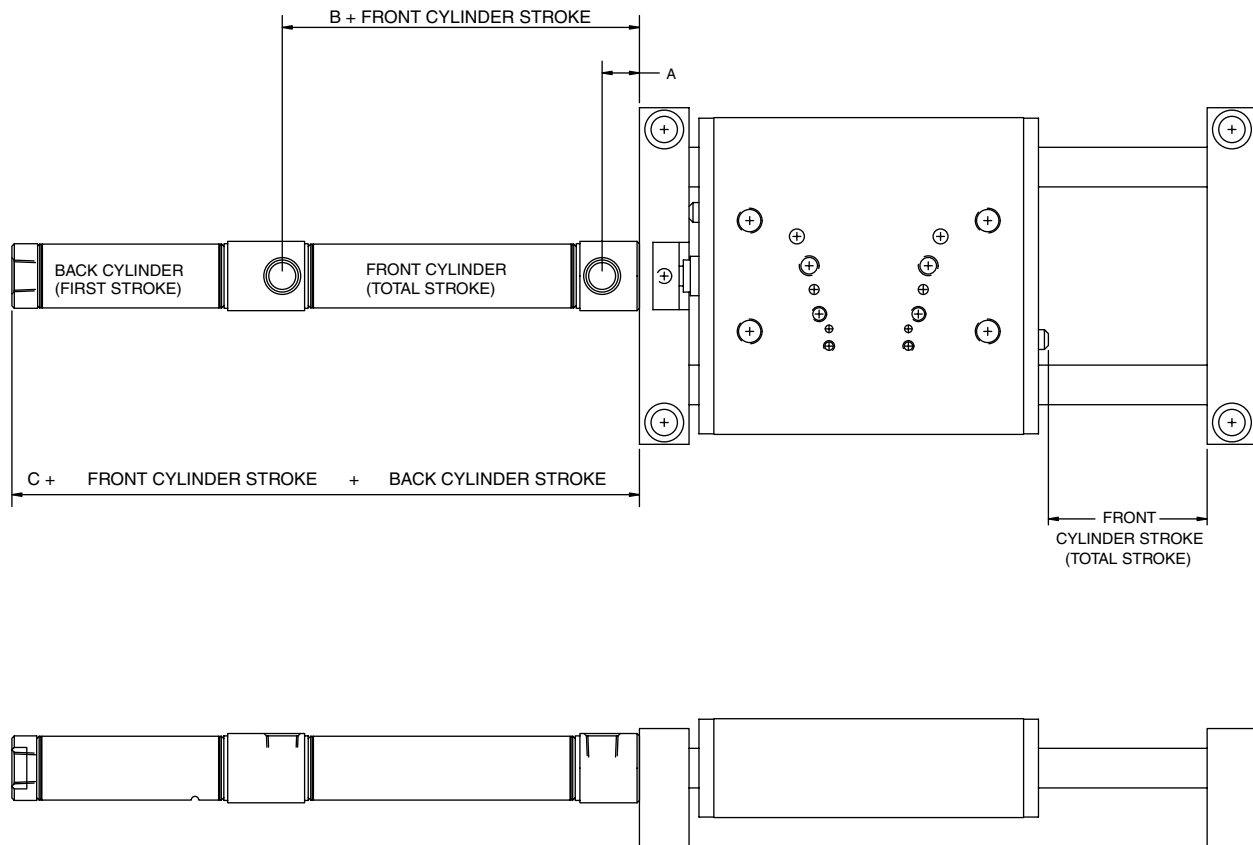 B + FRONT CYLINDER STROKE
A
BACK CYLINDER
(FIRST STROKE)
FRONT CYLINDER
(TOTAL STROKE)
C + FRONT CYLINDER STROKE + BACK CYLINDER STROKE
FRONT
CYLINDER STROKE
(TOTAL STROKE)